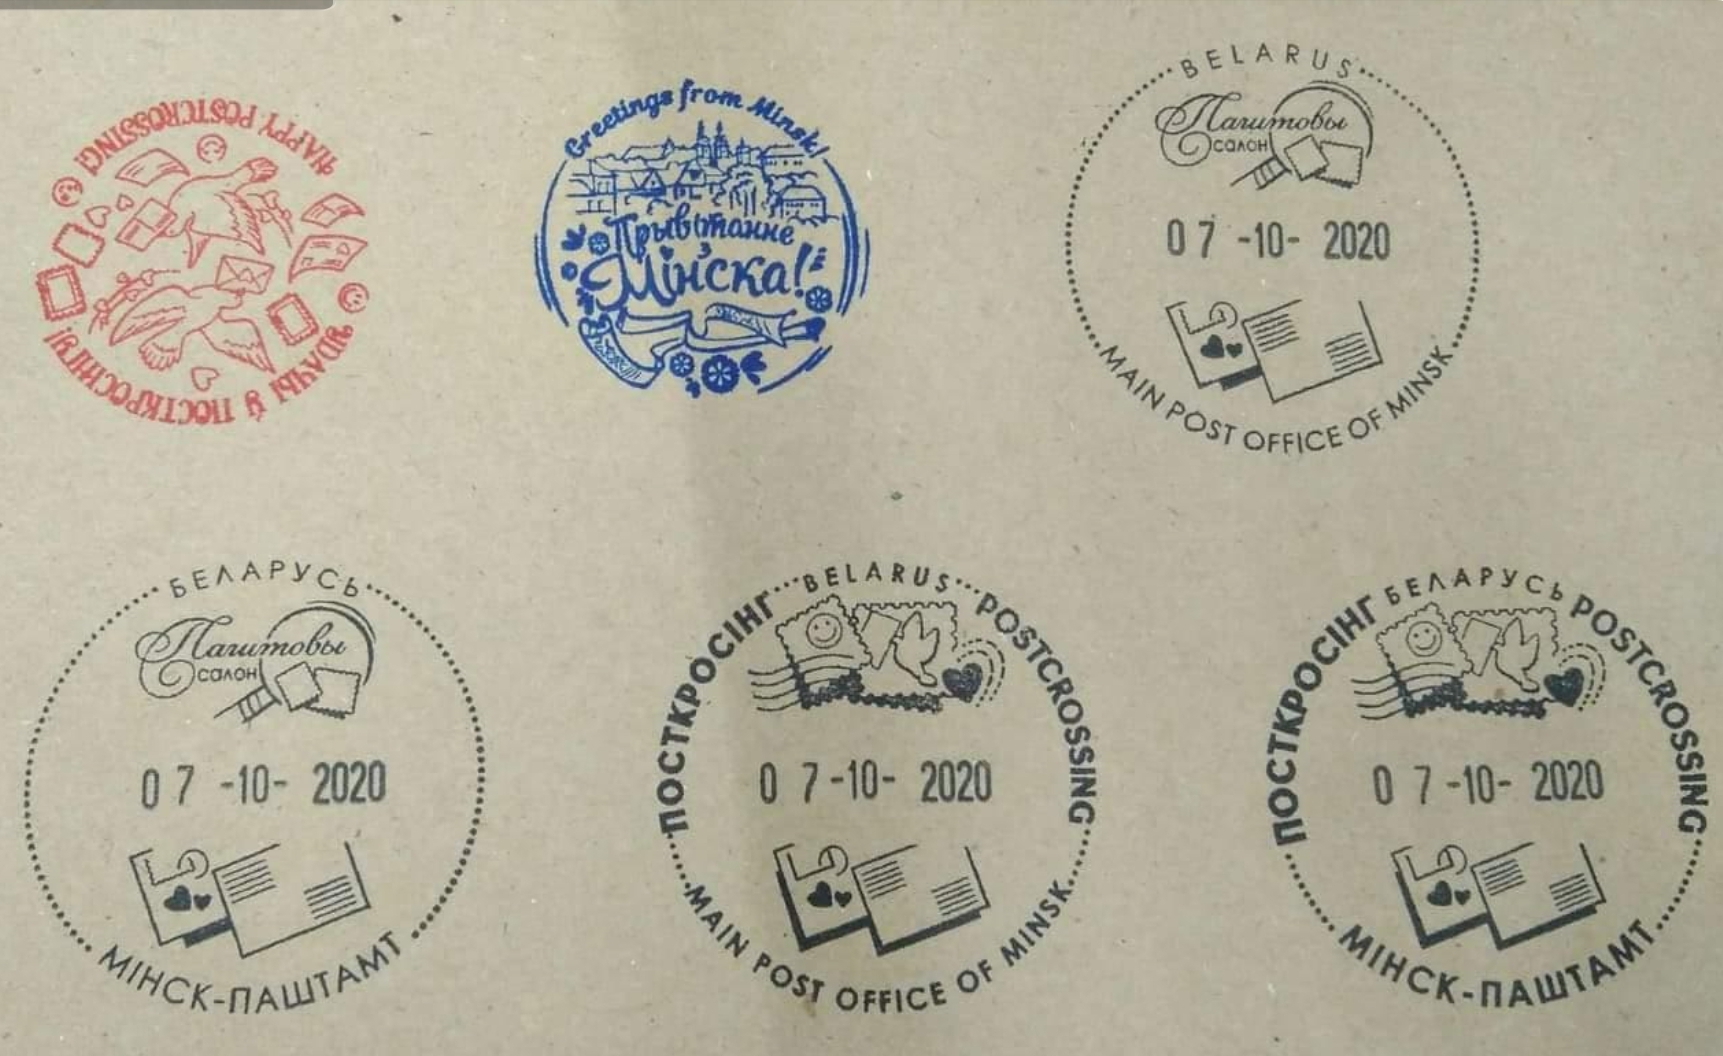 HAPPY POSTCROSSING!
ЎДАЧЫ Ў ПОСТКРОСІНГУ!
Greetings from Minsk!
Прывітанне
з
Мінска!
BELARUS
Паштовы
салон
07 -10- 2020
MAIN POST OFFICE OF MINSK
БЕЛАРУСЬ
Паштовы
салон
07 -10- 2020
МІНСК-ПАШТАМТ
BELARUS
ПОСТКРОСІНГ
POSTCROSSING
07 -10- 2020
MAIN POST OFFICE OF MINSK
БЕЛАРУСЬ
ПОСТКРОСІНГ
POSTCROSSING
07 -10- 2020
МІНСК-ПАШТАМТ